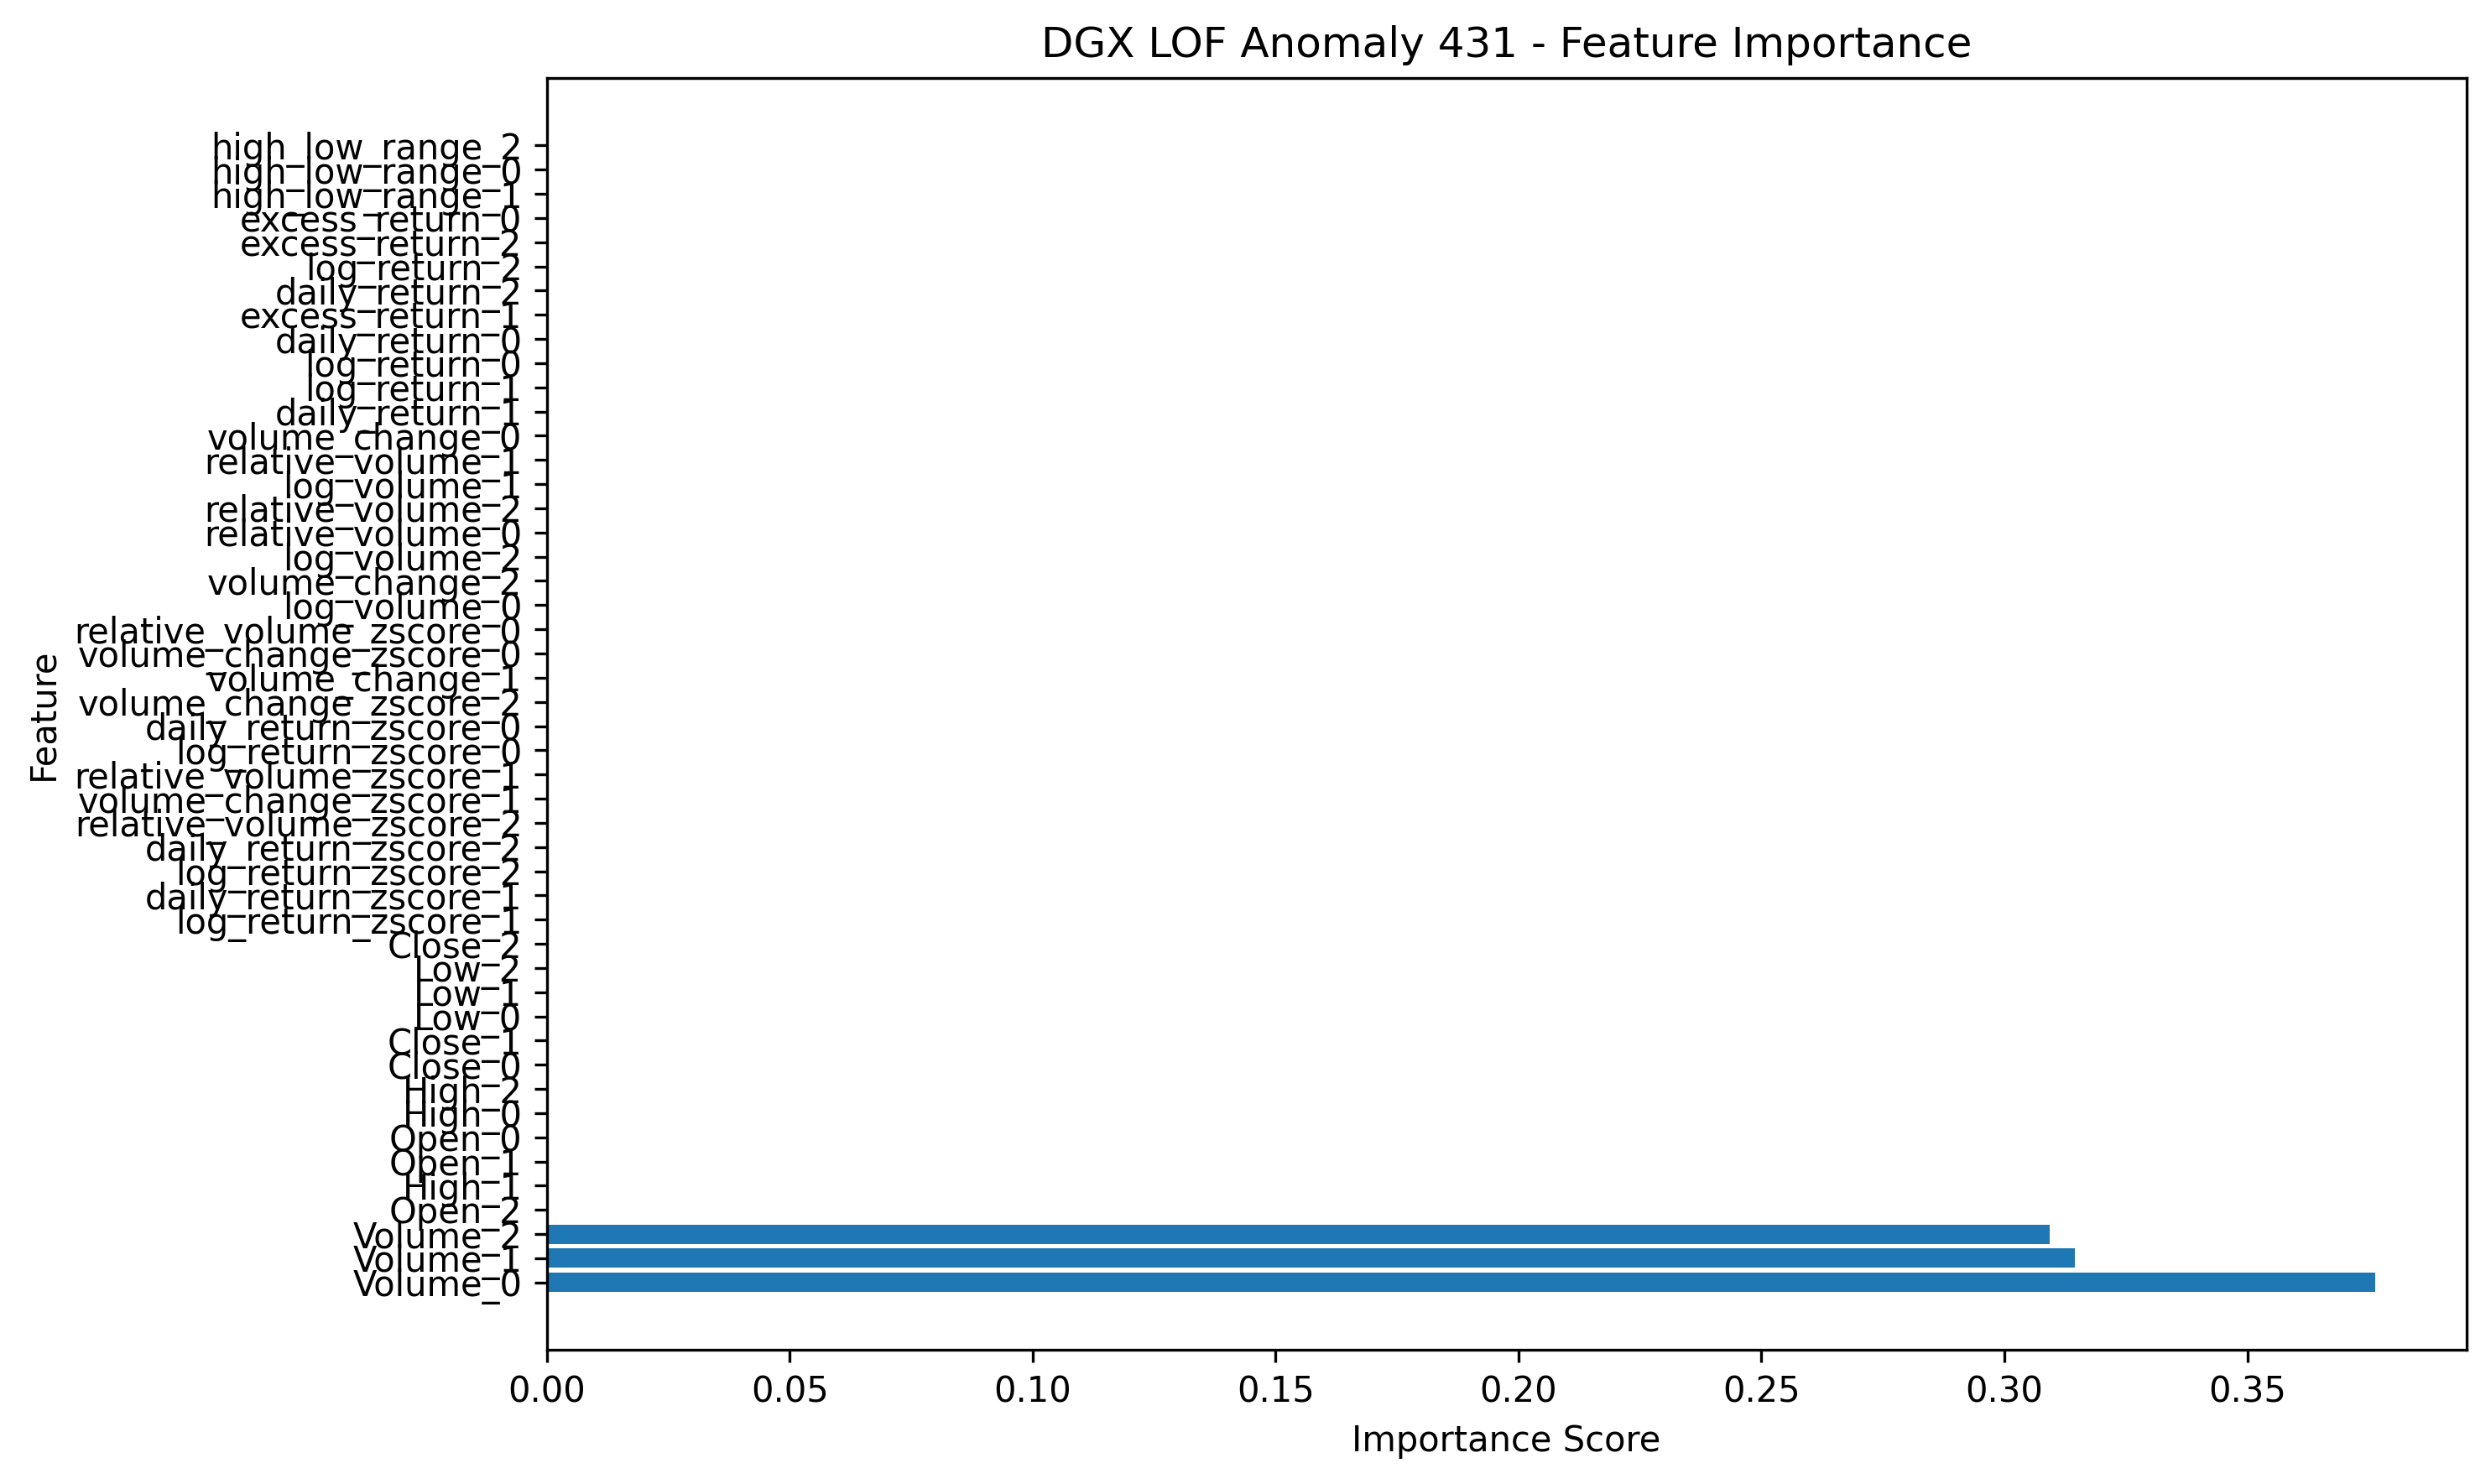 DGX LOF Anomaly 431 - Feature Importance
high_low_range_2
high_low_range_0
high_low_range_1
excess_return_0
excess_return_2
log_return_2
daily_return_2
excess_return_1
daily_return_0
log_return_0
log_return_1
daily_return_1
volume_change_0
relative_volume_1
log_volume_1
relative_volume_2
relative_volume_0
log_volume_2
volume_change_2
log_volume_0
relative_volume_zscore_0
volume_change_zscore_0
volume_change_1
volume_change_zscore_2
daily_return_zscore_0
log_return_zscore_0
relative_volume_zscore_1
volume_change_zscore_1
relative_volume_zscore_2
daily_return_zscore_2
log_return_zscore_2
daily_return_zscore_1
log_return_zscore_1
Close_2
Low_2
Low_1
Low_0
Close_1
Close_0
High_2
High_0
Open_0
Open_1
High_1
Open_2
Volume_2
Volume_1
Volume_0
Feature
0.00 0.05 0.10 0.15 0.20 0.25 0.30 0.35
Importance Score